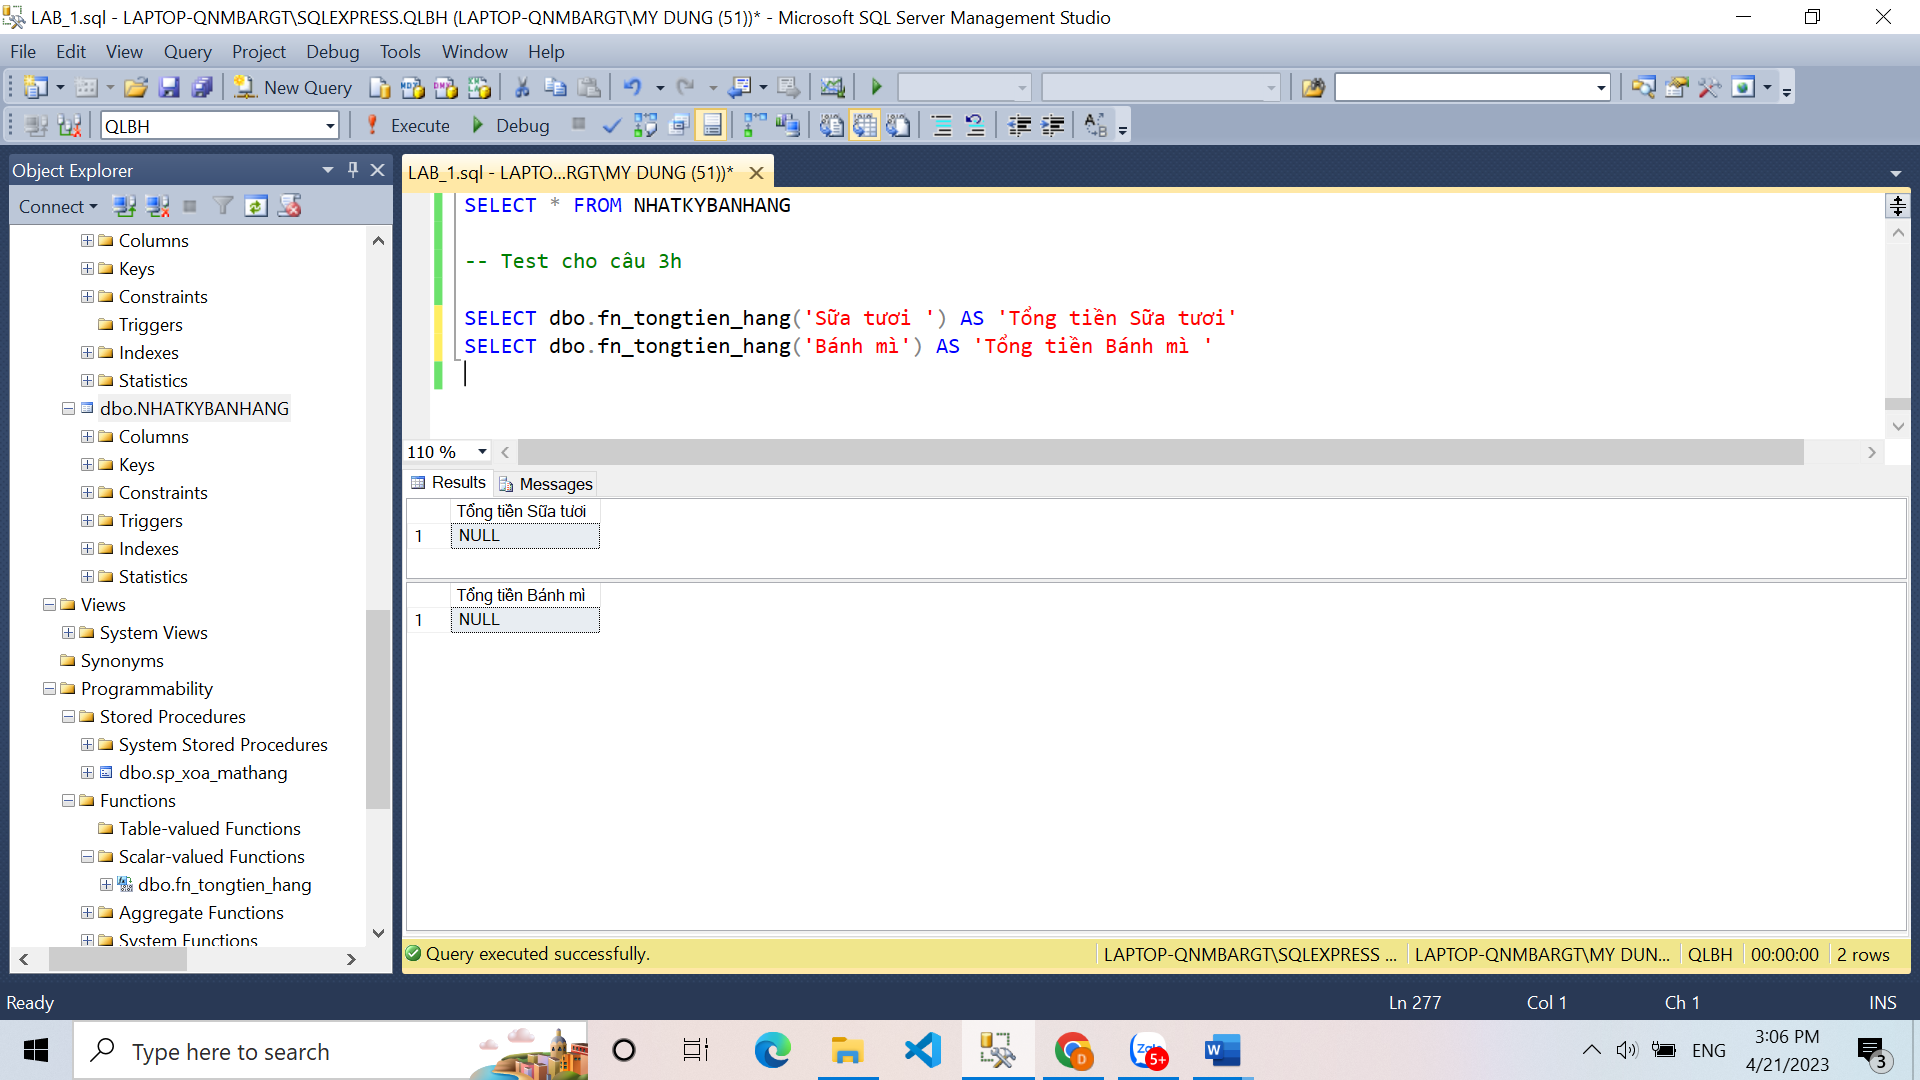 LAB_1.sql - LAPTOP-QNMBARGT\SQLEXPRESS.QLBH (LAPTOP-QNMBARGT\MY DUNG (51))* - Microsoft SQL Server Management Studio
File Edit View Query Project Debug Tools Window Help
New Query
QLBH Execute Debug
Object Explorer
Connect
Columns
Keys
Constraints
Triggers
Indexes
Statistics
dbo.NHATKYBANHANG
Columns
Keys
Constraints
Triggers
Indexes
Statistics
Views
System Views
Synonyms
Programmability
Stored Procedures
System Stored Procedures
dbo.sp_xoa_mathang
Functions
Table-valued Functions
Scalar-valued Functions
dbo.fn_tongtien_hang
Aggregate Functions
System Functions
LAB_1.sql - LAPTO...RGT\MY DUNG (51))*
SELECT * FROM NHATKYBANHANG
-- Test cho câu 3h
SELECT dbo.fn_tongtien_hang('Sữa tươi ') AS 'Tổng tiền Sữa tươi'
SELECT dbo.fn_tongtien_hang('Bánh mì') AS 'Tổng tiền Bánh mì '
110 %
Results Messages
Tổng tiền Sữa tươi
1 NULL
Tổng tiền Bánh mì
1 NULL
Query executed successfully. LAPTOP-QNMBARGT\SQLEXPRESS ... LAPTOP-QNMBARGT\MY DUN... QLBH 00:00:00 2 rows
Ready Ln 277 Col 1 Ch 1 INS
Type here to search
Zalo 5+
D
W
ENG
3:06 PM
4/21/2023
3